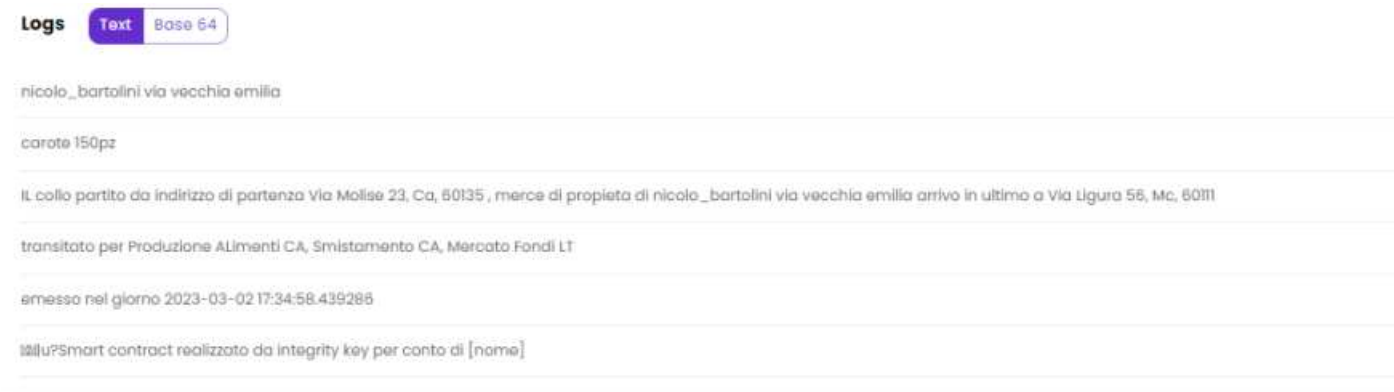 Logs Text Base 64
nicolo_bartolini via vecchia emilia
carote 150pz
IL collo partito da indirizzo di partenza Via Molise 23, Ca, 60135 , merce di propieta di nicolo_bartolini via vecchia emilia arrivo in ultimo a Via Ligura 56, Mc, 60111
transitato per Produzione ALimenti CA, Smistamento CA, Mercato Fondi LT
emesso nel giorno 2023-03-02 17:34:58.439286
u?Smart contract realizzato da integrity key per conto di [nome]